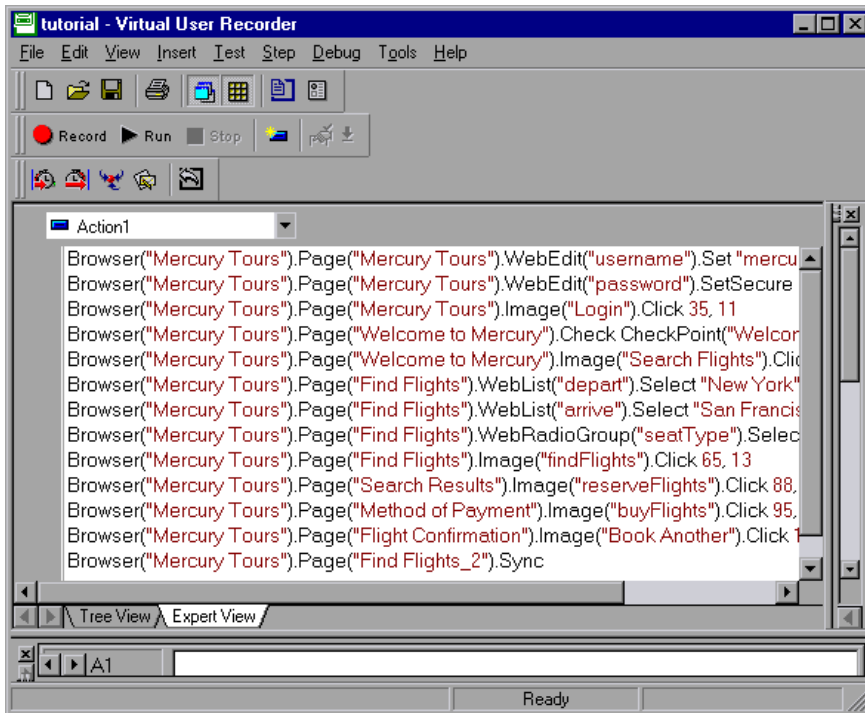 tutorial - Virtual User Recorder
File Edit View Insert Test Step Debug Tools Help
Record Run Stop
Action1
Browser("Mercury Tours").Page("Mercury Tours").WebEdit("username").Set "mercu
Browser("Mercury Tours").Page("Mercury Tours").WebEdit("password").SetSecure
Browser("Mercury Tours").Page("Mercury Tours").Image("Login").Click 35, 11
Browser("Mercury Tours").Page("Welcome to Mercury").Check CheckPoint("Welcor
Browser("Mercury Tours").Page("Welcome to Mercury").Image("Search Flights").Clic
Browser("Mercury Tours").Page("Find Flights").WebList("depart").Select "New York"
Browser("Mercury Tours").Page("Find Flights").WebList("arrive").Select "San Francis
Browser("Mercury Tours").Page("Find Flights").WebRadioGroup("seatType").Selec
Browser("Mercury Tours").Page("Find Flights").Image("findFlights").Click 65, 13
Browser("Mercury Tours").Page("Search Results").Image("reserveFlights").Click 88,
Browser("Mercury Tours").Page("Method of Payment").Image("buyFlights").Click 95,
Browser("Mercury Tours").Page("Flight Confirmation").Image("Book Another").Click 1
Browser("Mercury Tours").Page("Find Flights_2").Sync
Tree View Expert View
A1
Ready